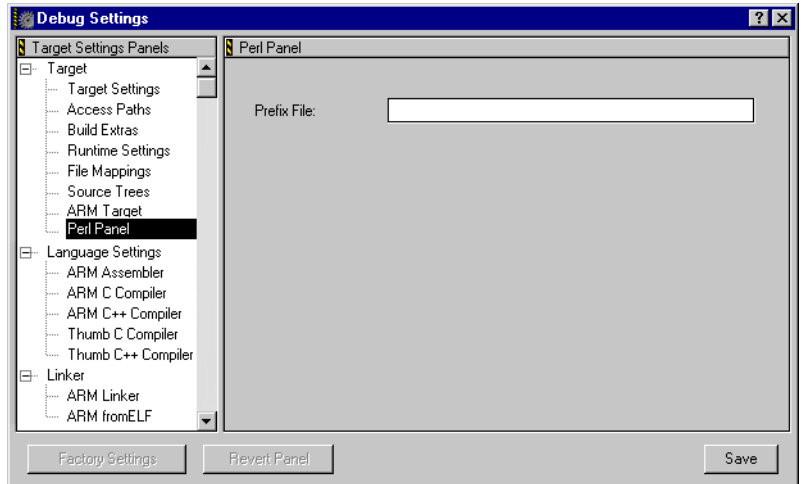 Debug Settings
Target Settings Panels
Perl Panel
Target
Target Settings
Access Paths
Build Extras
Runtime Settings
File Mappings
Source Trees
ARM Target
Perl Panel
Language Settings
ARM Assembler
ARM C Compiler
ARM C++ Compiler
Thumb C Compiler
Thumb C++ Compiler
Linker
ARM Linker
ARM fromELF
Prefix File:
Factory Settings
Revert Panel
Save